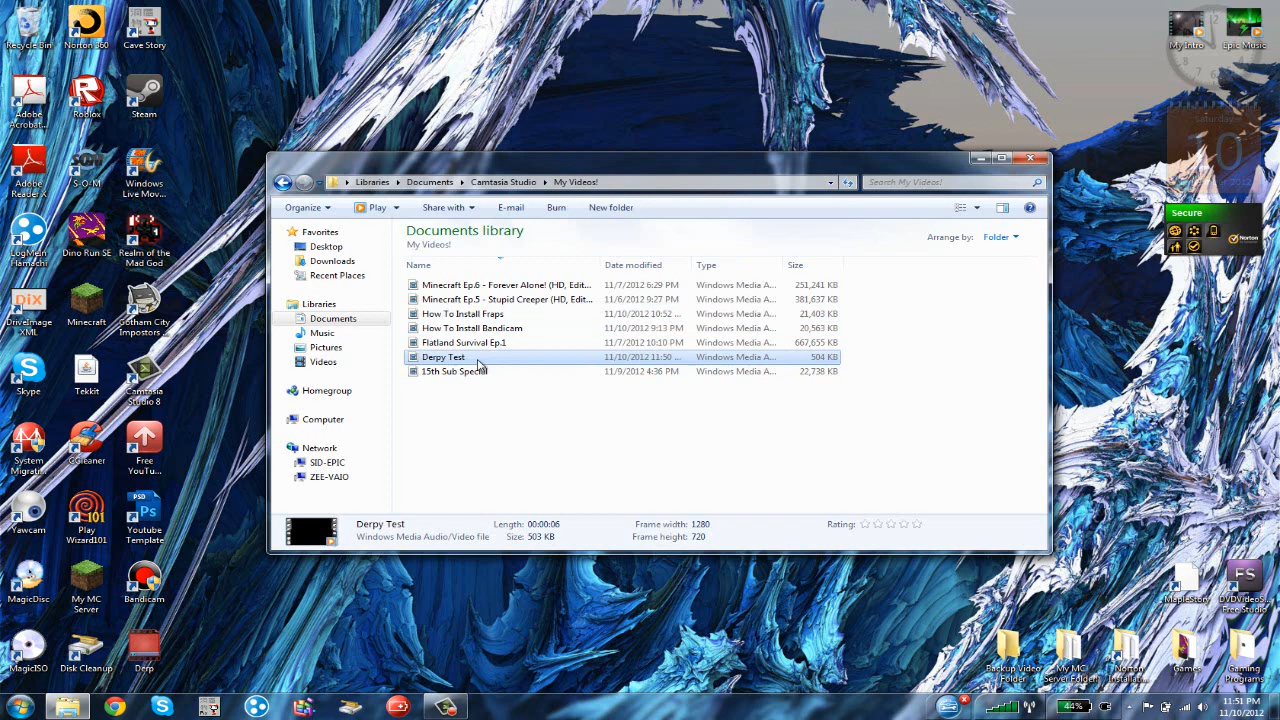 Recycle Bin
Norton 360
Cave Story
My Intro
Epic Music
Adobe Acrobat...
Roblox
Steam
Saturday
10
2012
Adobe Reader X
S-O-M
Windows Live Mov...
Libraries
Documents
Camtasia Studio
My Videos!
Search My Videos!
Organize
Play
Share with
E-mail
Burn
New folder
Secure
Norton
LogMeIn Hamachi
Dino Run SE
Realm of the Mad God
Favorites
Desktop
Downloads
Recent Places
Libraries
Documents
Music
Pictures
Videos
Homegroup
Computer
Network
SID-EPIC
ZEE-VAIO
Documents library
My Videos!
Arrange by: Folder
Name Date modified Type Size
Minecraft Ep.6 - Forever Alone! (HD, Edit... 11/7/2012 6:29 PM Windows Media A... 251,241 KB
Minecraft Ep.5 - Stupid Creeper (HD, Edit... 11/6/2012 9:27 PM Windows Media A... 381,637 KB
How To Install Fraps 11/10/2012 10:52 ... Windows Media A... 21,403 KB
How To Install Bandicam 11/10/2012 9:13 PM Windows Media A... 20,563 KB
Flatland Survival Ep.1 11/7/2012 10:10 PM Windows Media A... 667,655 KB
Derpy Test 11/10/2012 11:50 ... Windows Media A... 504 KB
15th Sub Special 11/9/2012 4:36 PM Windows Media A... 22,738 KB
DiX
DriveImage XML
Minecraft
Gotham City Impostors ...
Skype
Tekkit
Camtasia Studio 8
System Migrati...
CCleaner
Free YouTu...
Derpy Test
Windows Media Audio/Video file
Length: 00:00:06
Size: 503 KB
Frame width: 1280
Frame height: 720
Rating:
Yawcam
101
Play Wizard101
PSD
Ps
Youtube Template
MagicDisc
My MC Server
Bandicam
MapleStory
FS
DVDVideoS... Free Studio
MagicISO
Disk Cleanup
Derp
Backup Video Folder
My MC Server Folder!
Norton Installati...
Games
Gaming Programs
44%
11:51 PM
11/10/2012